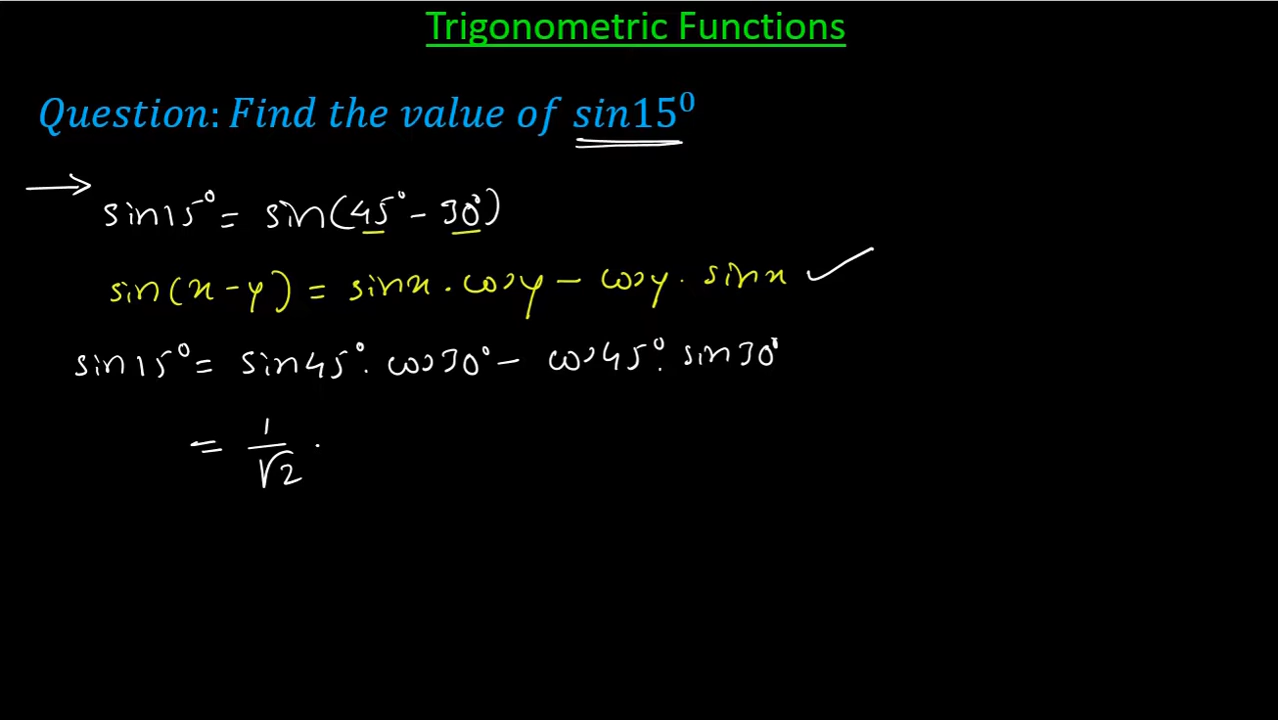 Trigonometric Functions
Question: Find the value of sin15⁰
sin15° = sin(45° - 30°)
sin(x - y) = sinx . cosy - cosy . sinx
sin15° = sin45° . cos30° - cos45° . sin30°
= 1/√2 .